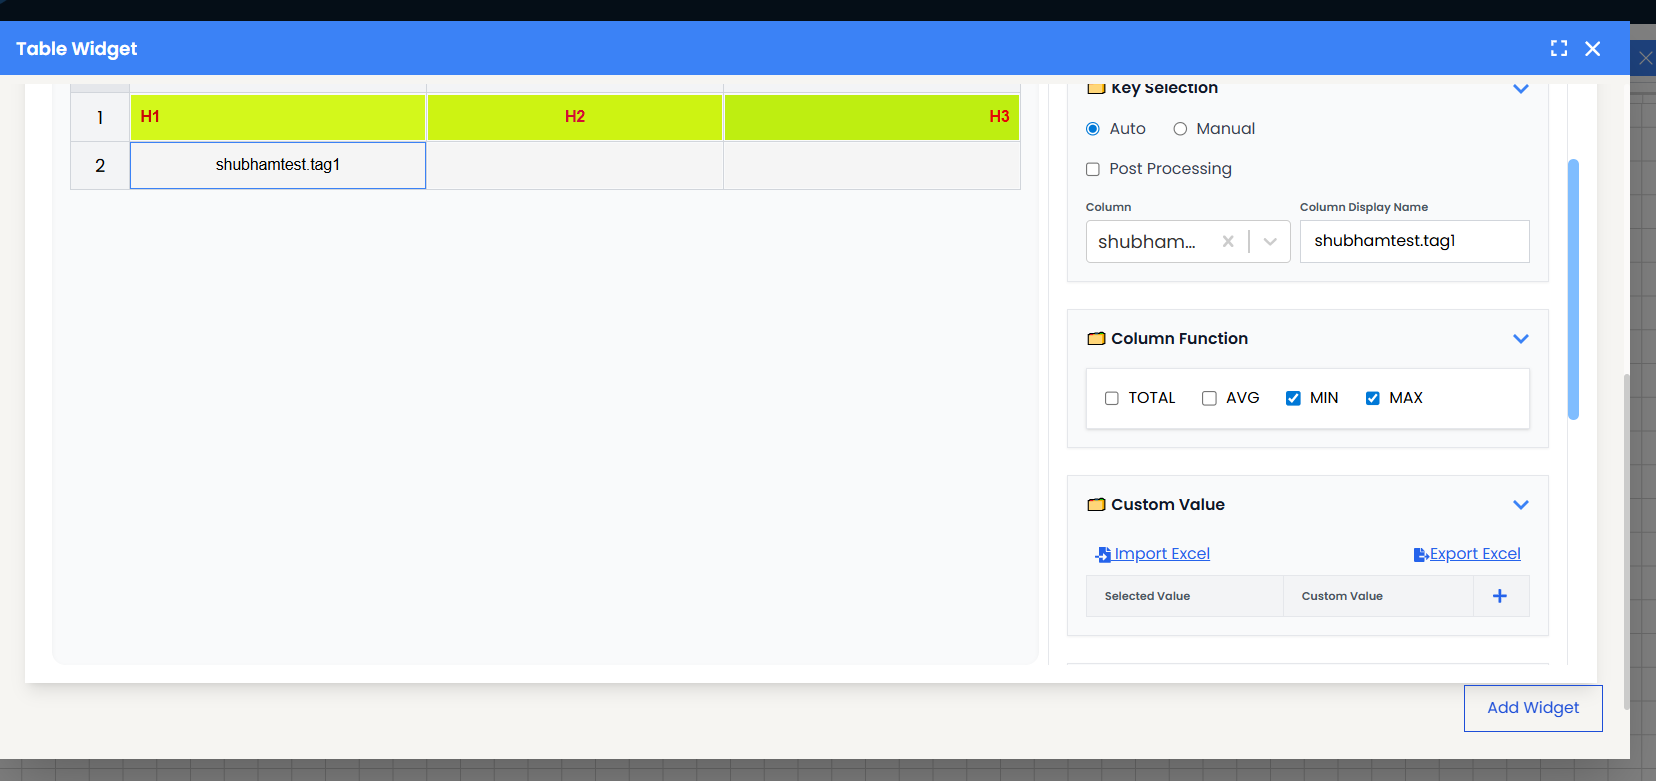 Table Widget
1 H1 H2 H3
2 shubhamtest.tag1
Key Selection
Auto Manual
Post Processing
Column Column Display Name
shubham... shubhamtest.tag1
Column Function
TOTAL AVG MIN MAX
Custom Value
Import Excel Export Excel
Selected Value Custom Value +
Add Widget